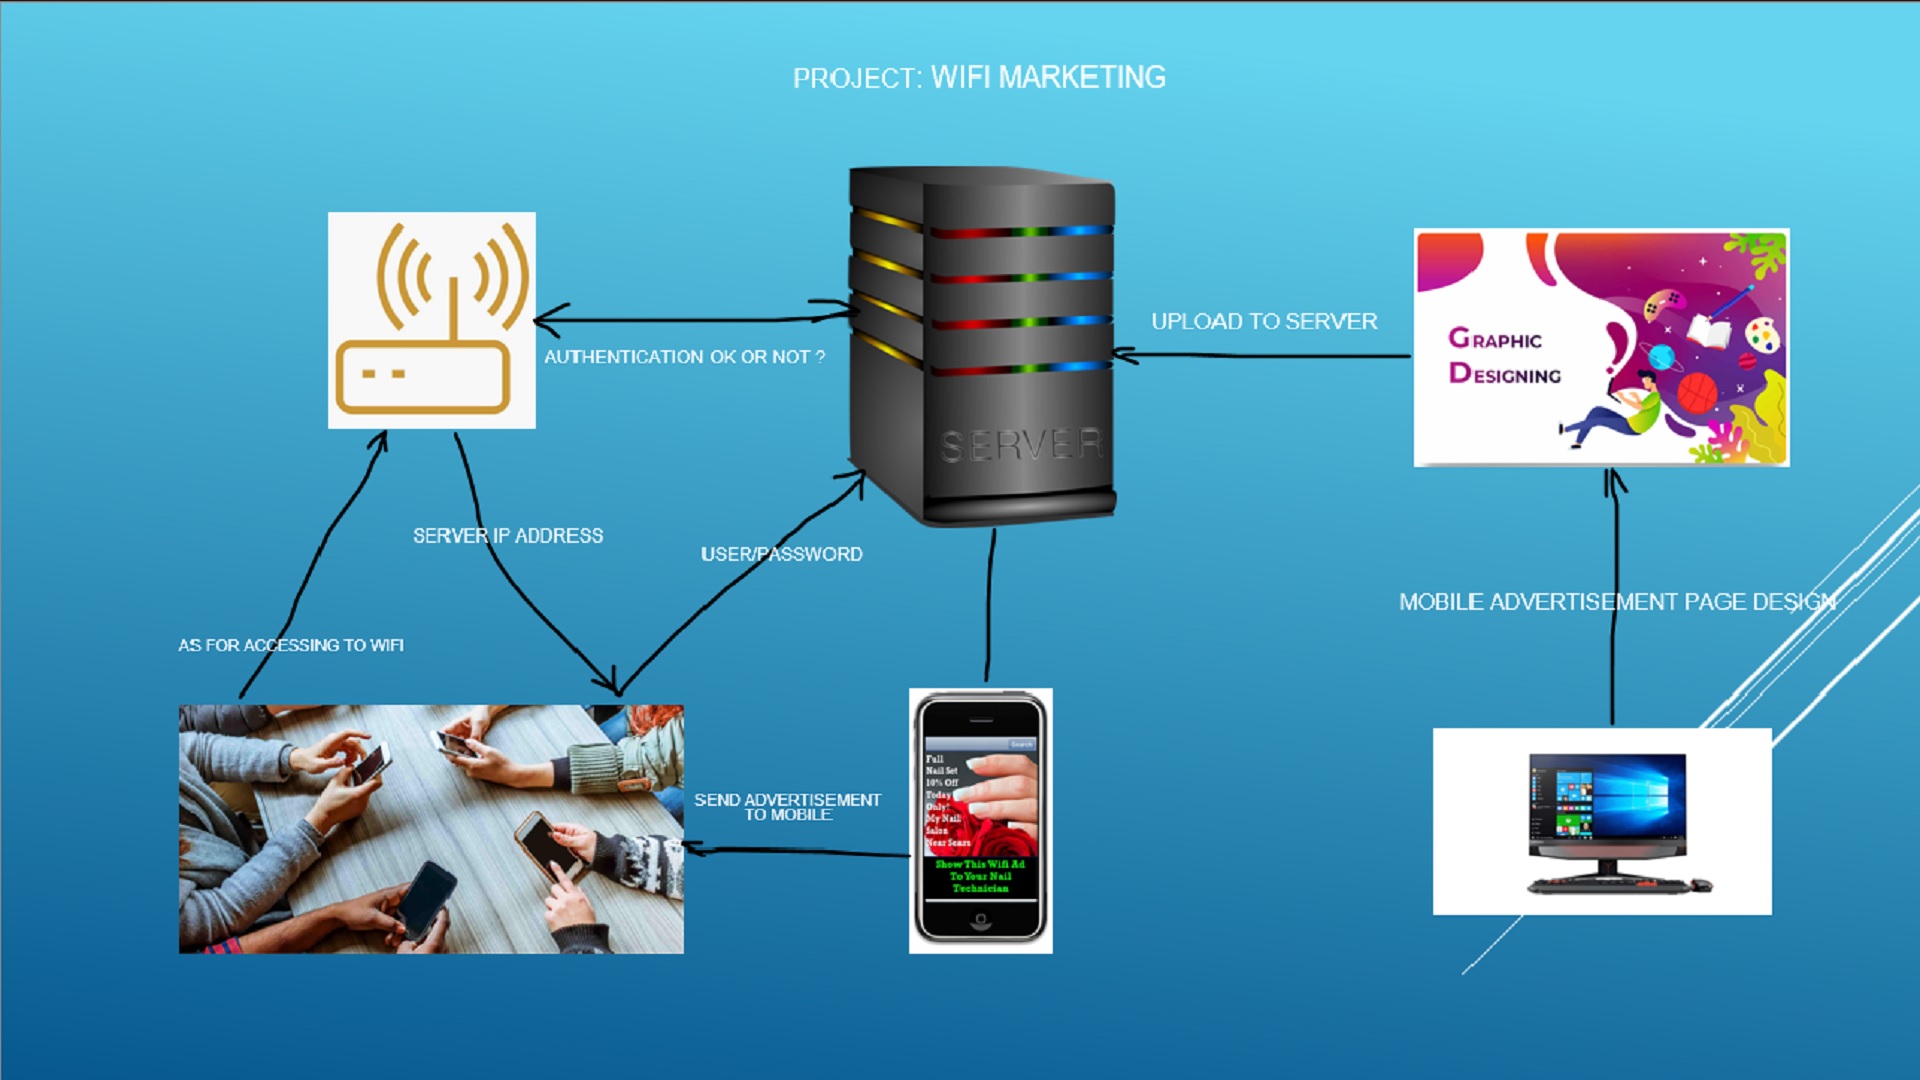 PROJECT: WIFI MARKETING
UPLOAD TO SERVER
AUTHENTICATION OK OR NOT ?
GRAPHIC
DESIGNING
SERVER
SERVER IP ADDRESS
USER/PASSWORD
MOBILE ADVERTISEMENT PAGE DESIGN
AS FOR ACCESSING TO WIFI
SEND ADVERTISEMENT
TO MOBILE
Search
Full
Nail Set
10% Off
Today
Only!
My Nail
Salon
Near Sears
Show This Wifi Ad
To Your Nail
Technician